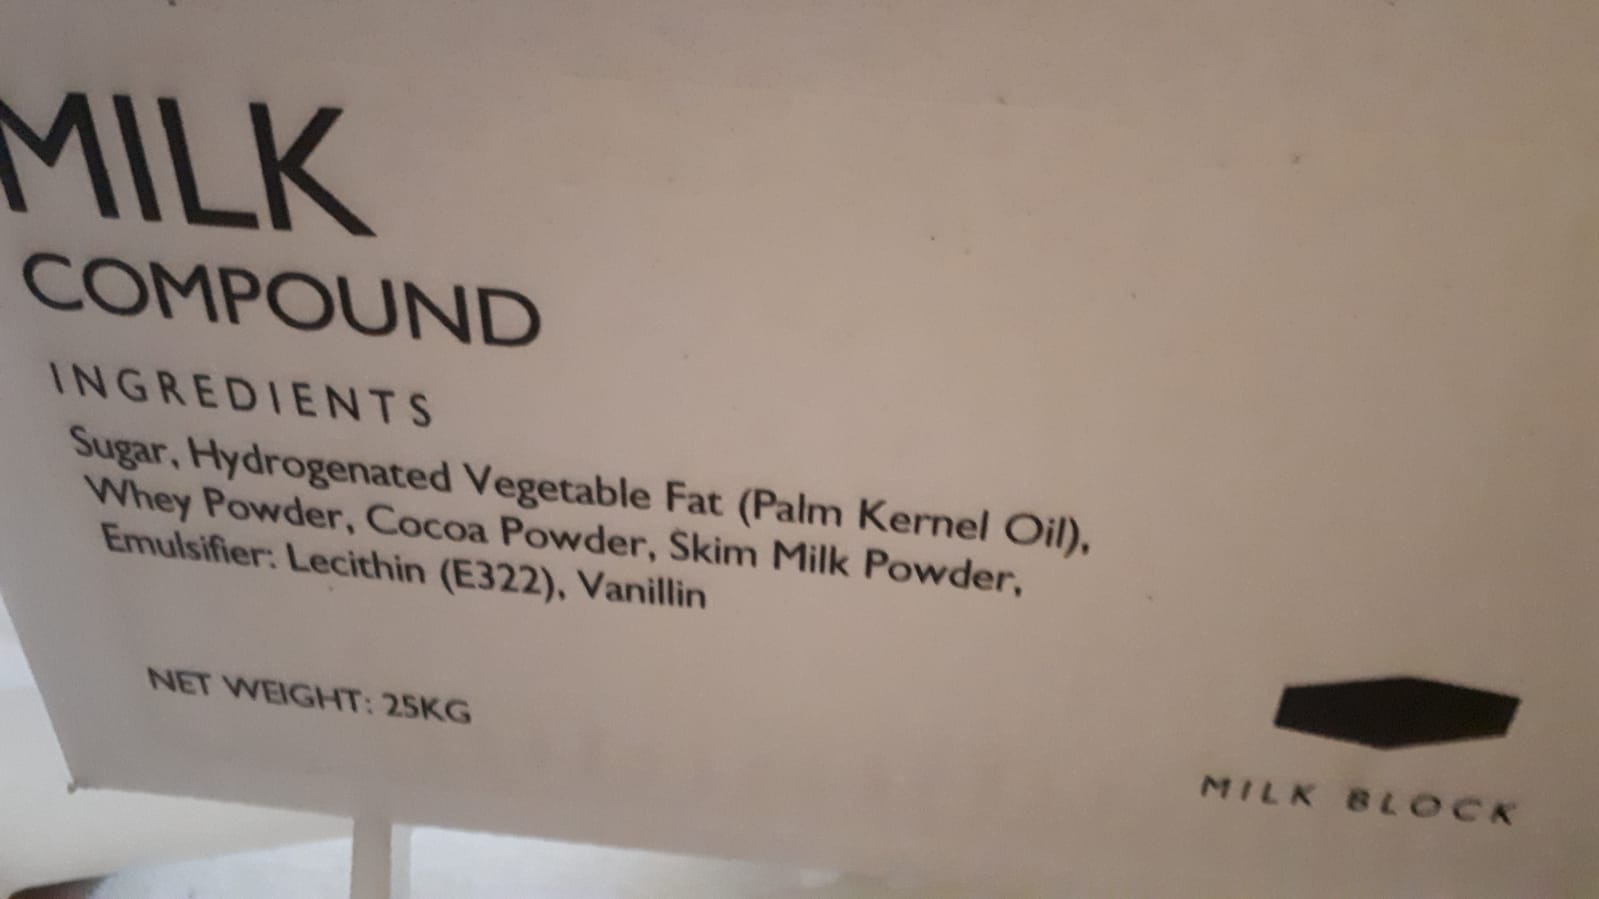 MILK
COMPOUND
INGREDIENTS
Sugar, Hydrogenated Vegetable Fat (Palm Kernel Oil),
Whey Powder, Cocoa Powder, Skim Milk Powder,
Emulsifier: Lecithin (E322), Vanillin
NET WEIGHT: 25KG
MILK BLOCK